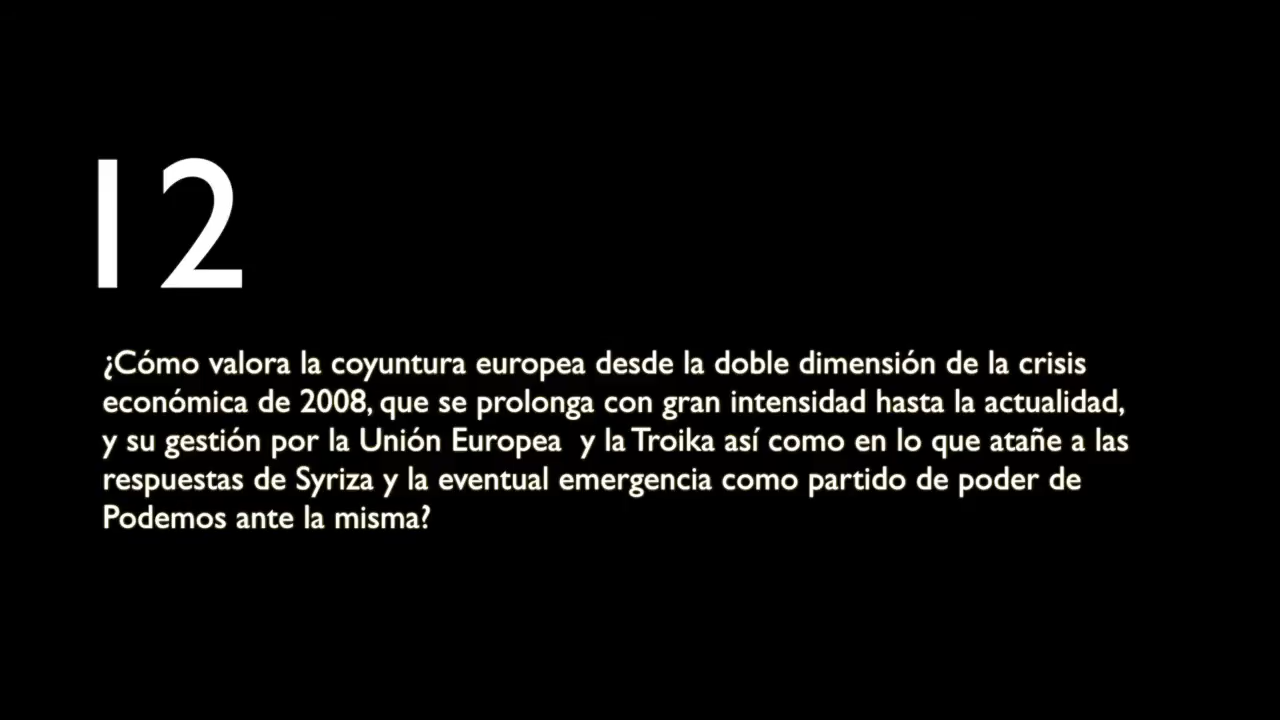 12
¿Cómo valora la coyuntura europea desde la doble dimensión de la crisis
económica de 2008, que se prolonga con gran intensidad hasta la actualidad,
y su gestión por la Unión Europea y la Troika así como en lo que atañe a las
respuestas de Syriza y la eventual emergencia como partido de poder de
Podemos ante la misma?